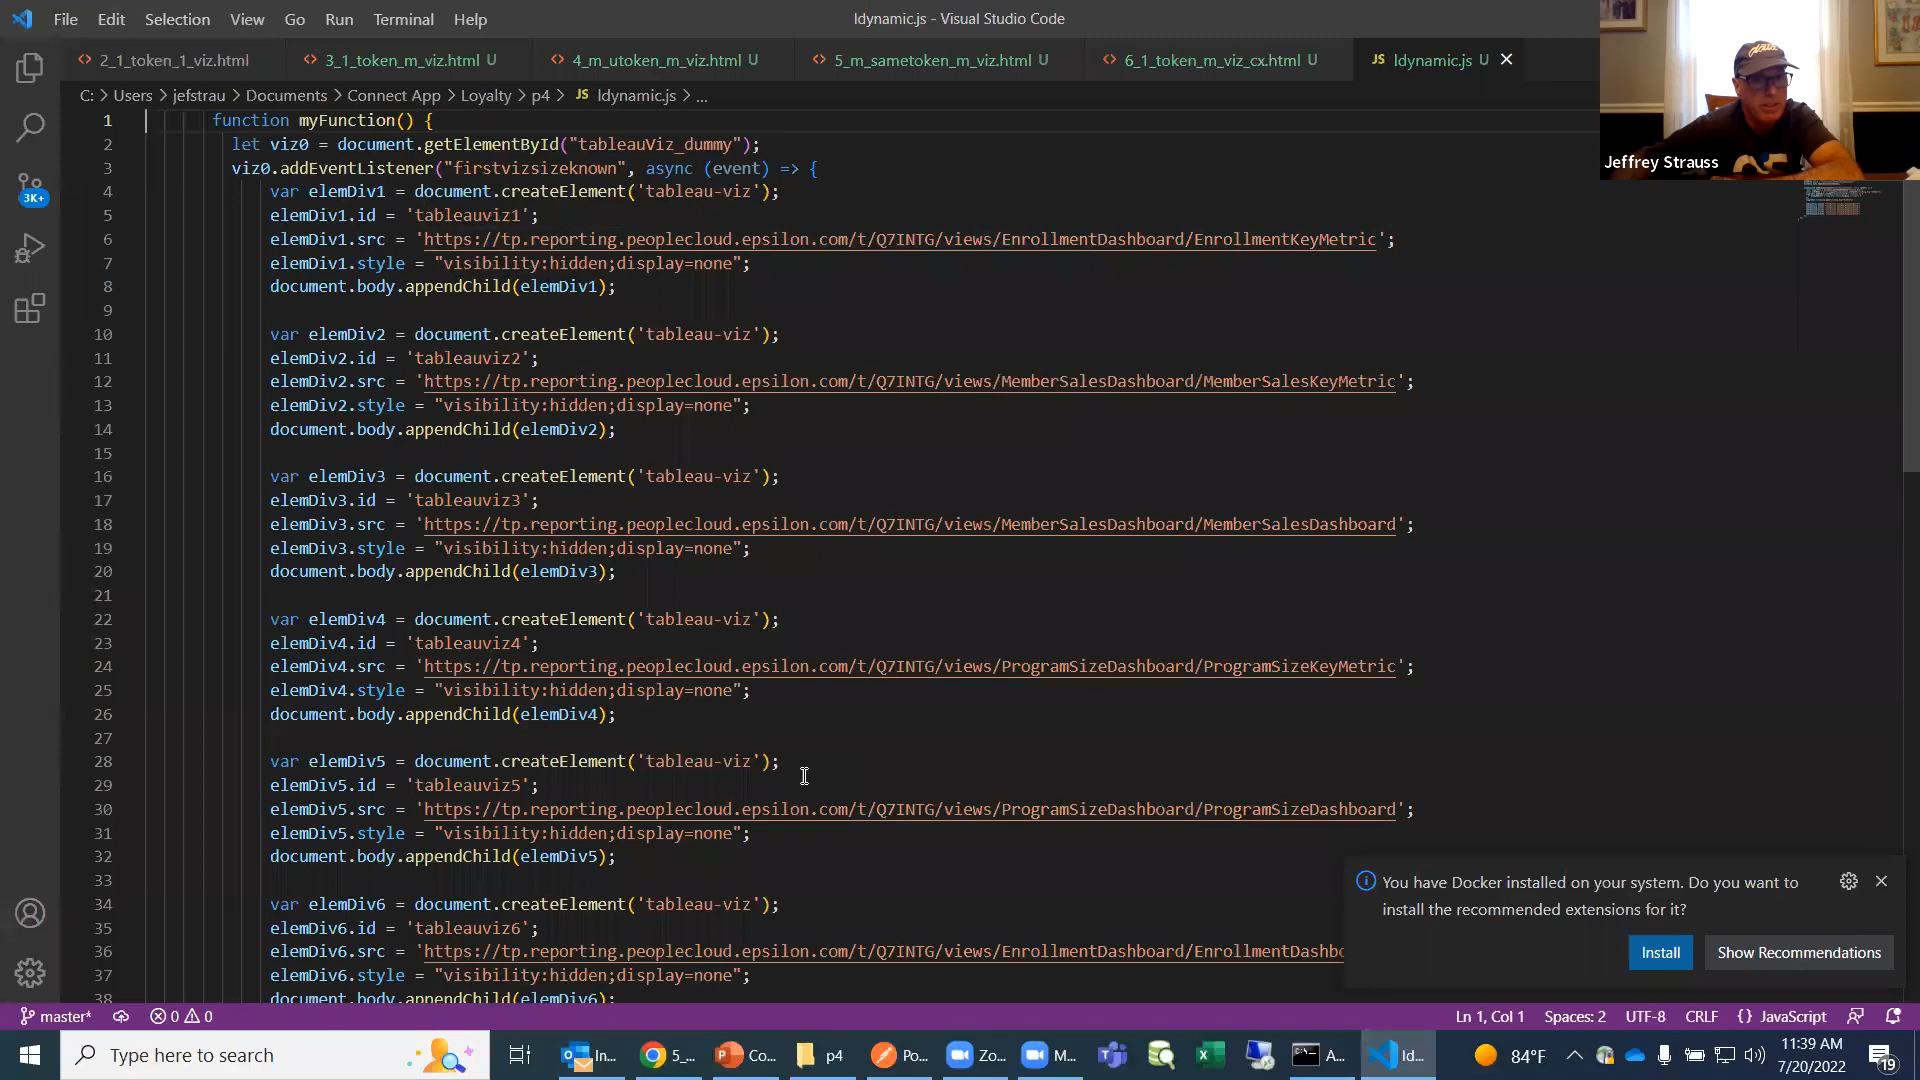 File Edit Selection View Go Run Terminal Help
ldynamic.js - Visual Studio Code
2_1_token_1_viz.html
3_1_token_m_viz.html U
4_m_utoken_m_viz.html U
5_m_sametoken_m_viz.html U
6_1_token_m_viz_cx.html U
JS ldynamic.js U
C: > Users > jefstrau > Documents > Connect App > Loyalty > p4 > JS ldynamic.js > ...
Jeffrey Strauss
3K+
1 function myFunction() {
2 let viz0 = document.getElementById("tableauViz_dummy");
3 viz0.addEventListener("firstvizsizeknown", async (event) => {
4 var elemDiv1 = document.createElement('tableau-viz');
5 elemDiv1.id = 'tableauviz1';
6 elemDiv1.src = 'https://tp.reporting.peoplecloud.epsilon.com/t/Q7INTG/views/EnrollmentDashboard/EnrollmentKeyMetric';
7 elemDiv1.style = "visibility:hidden;display=none";
8 document.body.appendChild(elemDiv1);
9
10 var elemDiv2 = document.createElement('tableau-viz');
11 elemDiv2.id = 'tableauviz2';
12 elemDiv2.src = 'https://tp.reporting.peoplecloud.epsilon.com/t/Q7INTG/views/MemberSalesDashboard/MemberSalesKeyMetric';
13 elemDiv2.style = "visibility:hidden;display=none";
14 document.body.appendChild(elemDiv2);
15
16 var elemDiv3 = document.createElement('tableau-viz');
17 elemDiv3.id = 'tableauviz3';
18 elemDiv3.src = 'https://tp.reporting.peoplecloud.epsilon.com/t/Q7INTG/views/MemberSalesDashboard/MemberSalesDashboard';
19 elemDiv3.style = "visibility:hidden;display=none";
20 document.body.appendChild(elemDiv3);
21
22 var elemDiv4 = document.createElement('tableau-viz');
23 elemDiv4.id = 'tableauviz4';
24 elemDiv4.src = 'https://tp.reporting.peoplecloud.epsilon.com/t/Q7INTG/views/ProgramSizeDashboard/ProgramSizeKeyMetric';
25 elemDiv4.style = "visibility:hidden;display=none";
26 document.body.appendChild(elemDiv4);
27
28 var elemDiv5 = document.createElement('tableau-viz');
29 elemDiv5.id = 'tableauviz5';
30 elemDiv5.src = 'https://tp.reporting.peoplecloud.epsilon.com/t/Q7INTG/views/ProgramSizeDashboard/ProgramSizeDashboard';
31 elemDiv5.style = "visibility:hidden;display=none";
32 document.body.appendChild(elemDiv5);
33
34 var elemDiv6 = document.createElement('tableau-viz');
35 elemDiv6.id = 'tableauviz6';
36 elemDiv6.src = 'https://tp.reporting.peoplecloud.epsilon.com/t/Q7INTG/views/EnrollmentDashboard/EnrollmentDashbo
37 elemDiv6.style = "visibility:hidden;display=none";
38 document.body.appendChild(elemDiv6);
You have Docker installed on your system. Do you want to
install the recommended extensions for it?
Install
Show Recommendations
master* 0 0
Ln 1, Col 1 Spaces: 2 UTF-8 CRLF {} JavaScript
Type here to search
In... 5_... Co... p4 Po... Zo... M... A... Id...
84°F
11:39 AM
7/20/2022
19